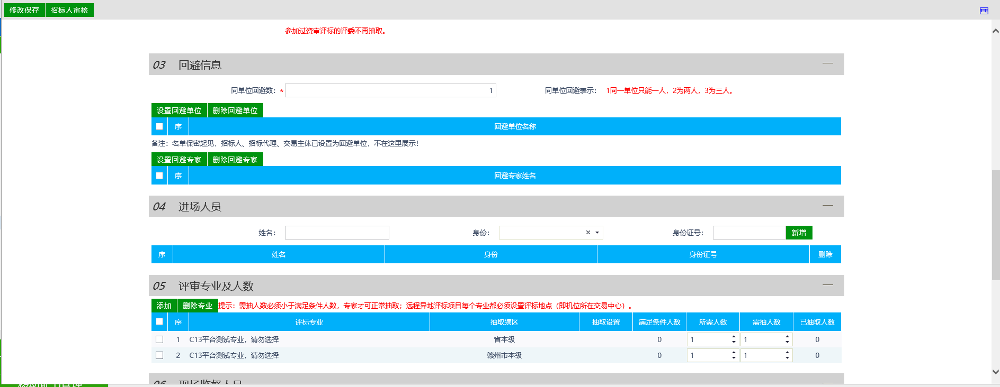 修改保存 招标人审核
参加过资审评标的评委不再抽取。
03 回避信息
同单位回避数：* 1 同单位回避表示： 1同一单位只能一人，2为两人，3为三人。
设置回避单位 删除回避单位
序 回避单位名称
备注：名单保密起见，招标人、招标代理、交易主体已设置为回避单位，不在这里展示！
设置回避专家 删除回避专家
序 回避专家姓名
04 进场人员
姓名： 身份： 身份证号： 新增
序 姓名 身份 身份证号 删除
05 评审专业及人数
添加 删除专业 提示：需抽人数必须小于满足条件人数，专家才可正常抽取；远程异地评标项目每个专业都必须设置评标地点（即机位所在交易中心）。
序 评标专业 抽取辖区 抽取设置 满足条件人数 所需人数 需抽人数 已抽取人数
1 C13平台测试专业，请勿选择 省本级 0 1 1 0
2 C13平台测试专业，请勿选择 赣州市本级 0 1 1 0
06 现场监督人员